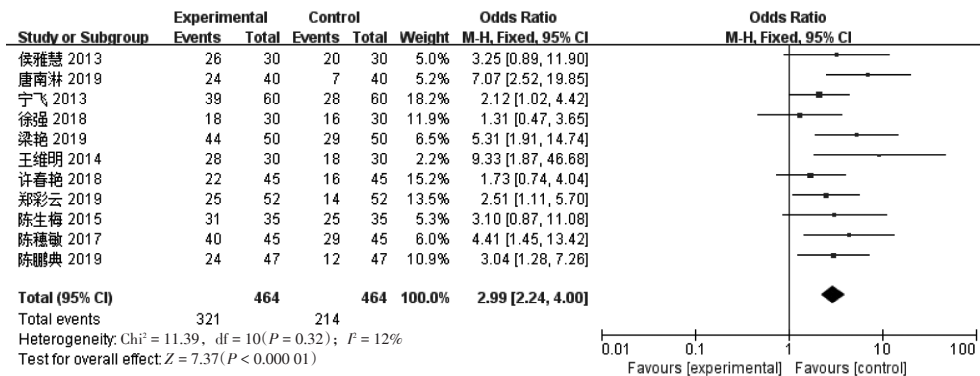 Experimental Control Odds Ratio Odds Ratio
Study or Subgroup Events Total Events Total Weight M-H, Fixed, 95% CI M-H, Fixed, 95% CI
侯雅慧 2013 26 30 20 30 5.0% 3.25 [0.89, 11.90]
唐南淋 2019 24 40 7 40 5.0% 7.07 [2.52, 19.85]
宁飞 2013 39 60 28 60 18.2% 2.12 [1.02, 4.42]
徐强 2018 18 30 16 30 11.9% 1.31 [0.47, 3.65]
梁艳 2019 44 50 29 50 6.5% 5.31 [1.91, 14.74]
王维明 2014 28 30 18 30 2.2% 9.33 [1.87, 46.68]
许春艳 2018 22 45 16 45 15.2% 1.73 [0.74, 4.04]
郑彩云 2019 25 52 14 52 13.5% 2.51 [1.11, 5.70]
陈生梅 2015 31 35 25 35 5.3% 3.10 [0.87, 11.08]
陈穗敏 2017 40 45 29 45 6.0% 4.41 [1.45, 13.42]
陈鹏典 2019 24 47 12 47 10.9% 3.04 [1.28, 7.26]
Total (95% CI) 464 464 100.0% 2.99 [2.24, 4.00]
Total events 321 214
Heterogeneity: Chi² = 11.39, df = 10(P = 0.32); F = 12%
Test for overall effect: Z = 7.37(P < 0.000 01)
0.01 0.1 1 10 100
Favours [experimental] Favours [control]